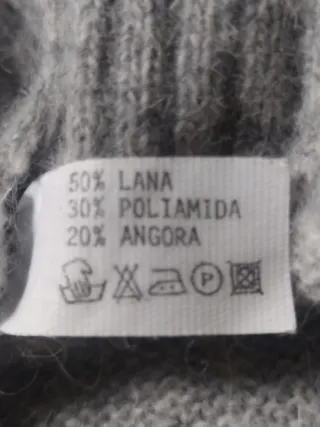 50% LANA
30% POLIAMIDA
20% ANGORA
P